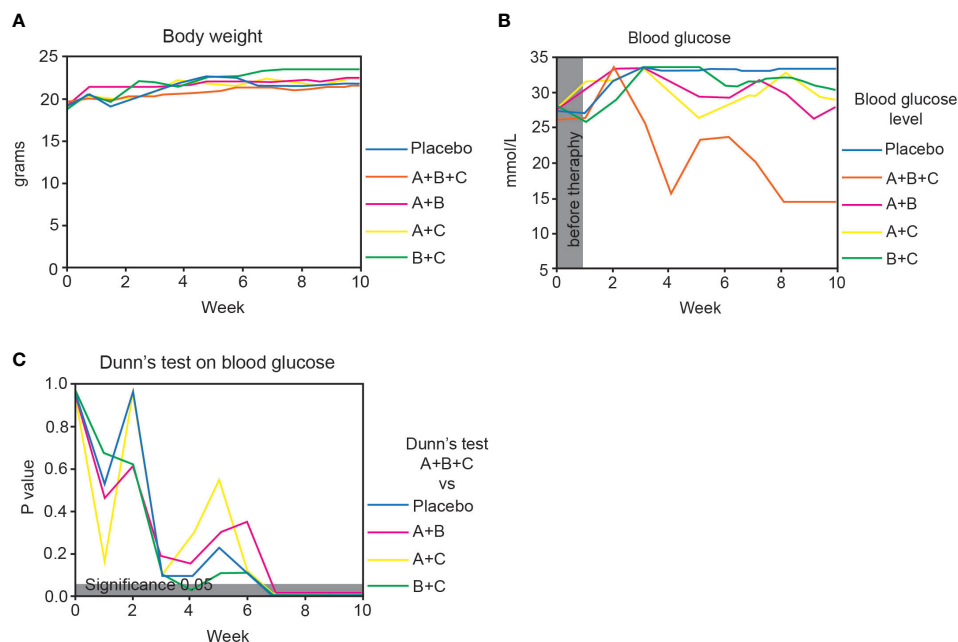 A
Body weight
25
20
15
10
5
0
grams
0 2 4 6 8 10
Week
Placebo
A+B+C
A+B
A+C
B+C
B
Blood glucose
35
30
25
20
15
10
5
mmol/L
before theraphy
0 2 4 6 8 10
Week
Blood glucose
level
Placebo
A+B+C
A+B
A+C
B+C
C
Dunn's test on blood glucose
1.0
0.8
0.6
0.4
0.2
0.0
P value
Significance 0.05
0 2 4 6 8 10
Week
Dunn's test
A+B+C
vs
Placebo
A+B
A+C
B+C